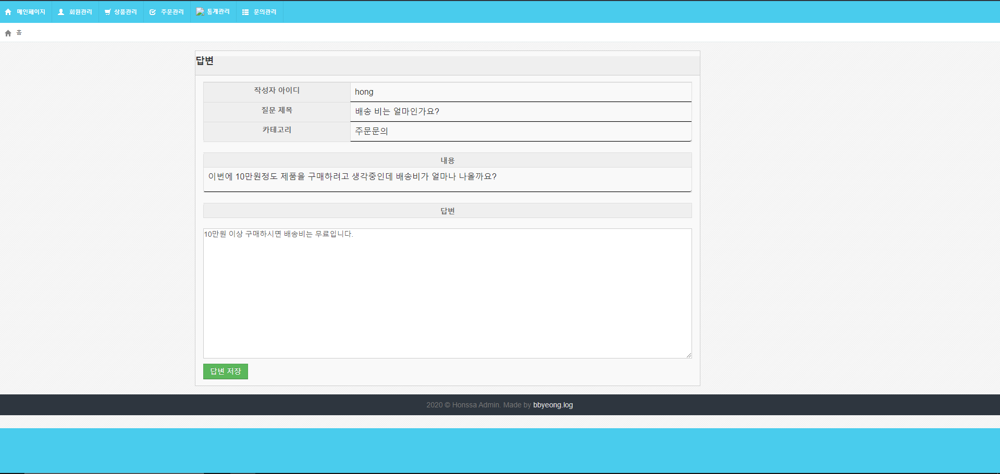 메인페이지 회원관리 상품관리 주문관리 통계관리 문의관리
홈
답변
작성자 아이디 hong
질문 제목 배송 비는 얼마인가요?
카테고리 주문문의
내용
이번에 10만원정도 제품을 구매하려고 생각중인데 배송비가 얼마나 나올까요?
답변
10만원 이상 구매하시면 배송비는 무료입니다.
답변 저장
2020 © Honssa Admin. Made by bbyeong.log